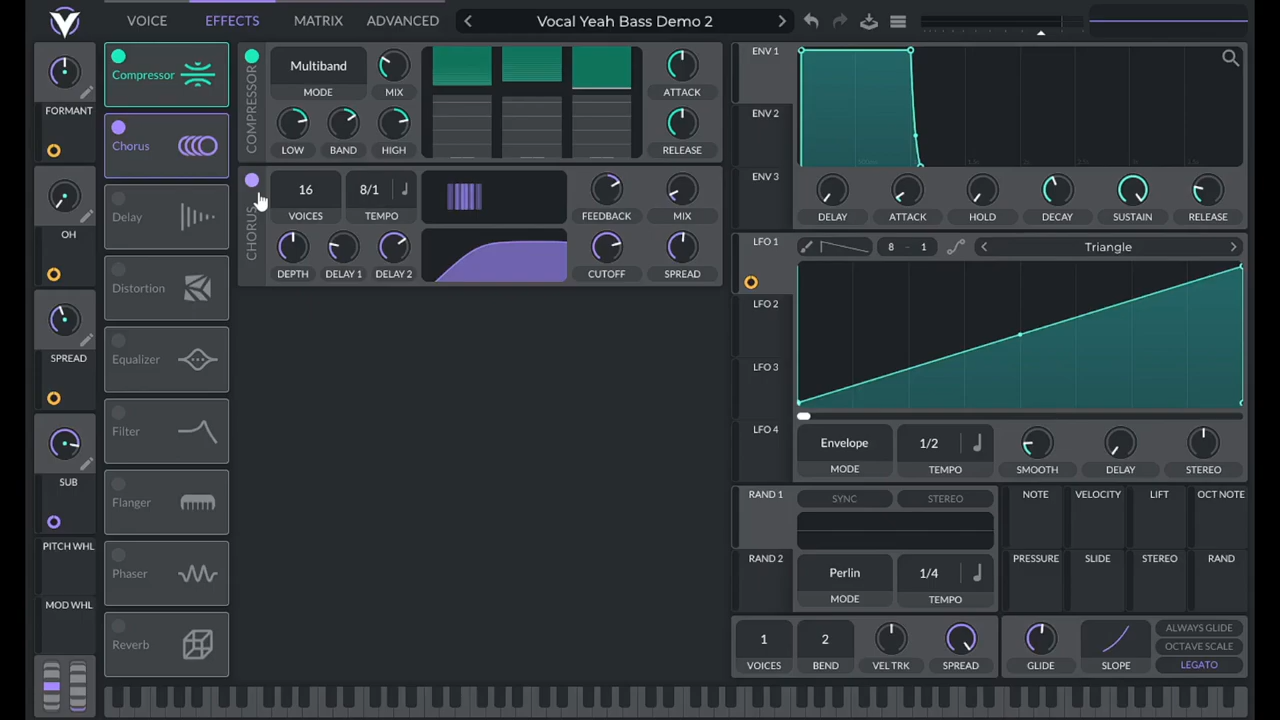 VOICE
EFFECTS
MATRIX
ADVANCED
Vocal Yeah Bass Demo 2
FORMANT
OH
SPREAD
SUB
PITCH WHL
MOD WHL
Compressor
Chorus
Delay
Distortion
Equalizer
Filter
Flanger
Phaser
Reverb
COMPRESSOR
Multiband
MODE
MIX
ATTACK
LOW
BAND
HIGH
RELEASE
CHORUS
16
VOICES
8/1
TEMPO
FEEDBACK
MIX
DEPTH
DELAY 1
DELAY 2
CUTOFF
SPREAD
ENV 1
ENV 2
ENV 3
DELAY
ATTACK
HOLD
DECAY
SUSTAIN
RELEASE
LFO 1
LFO 2
LFO 3
LFO 4
8 - 1
Triangle
Envelope
MODE
1/2
TEMPO
SMOOTH
DELAY
STEREO
RAND 1
RAND 2
SYNC
STEREO
Perlin
MODE
1/4
TEMPO
NOTE
VELOCITY
LIFT
OCT NOTE
PRESSURE
SLIDE
STEREO
RAND
1
VOICES
2
BEND
VEL TRK
SPREAD
GLIDE
SLOPE
ALWAYS GLIDE
OCTAVE SCALE
LEGATO